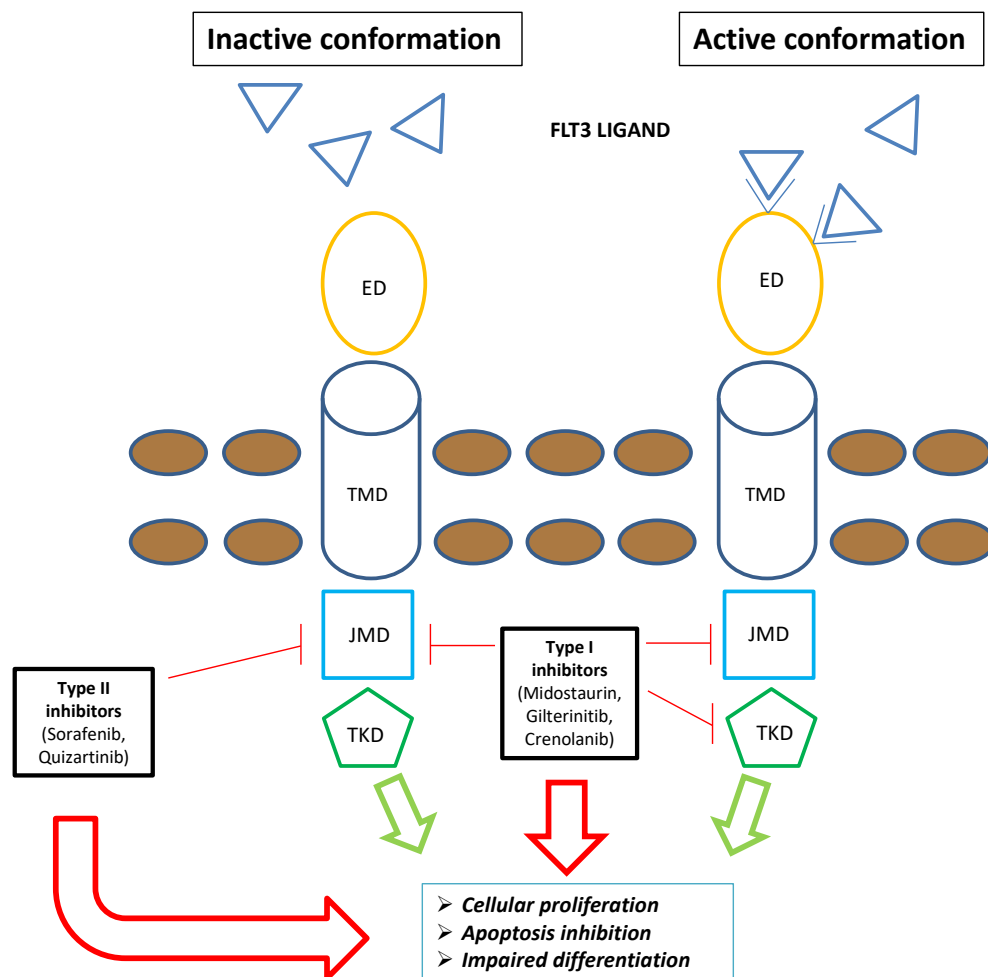 Inactive conformation
Active conformation
FLT3 LIGAND
ED
ED
TMD
TMD
JMD
JMD
Type II
inhibitors
(Sorafenib,
Quizartinib)
Type I
inhibitors
(Midostaurin,
Gilterinitib,
Crenolanib)
TKD
TKD
➢ Cellular proliferation
➢ Apoptosis inhibition
➢ Impaired differentiation